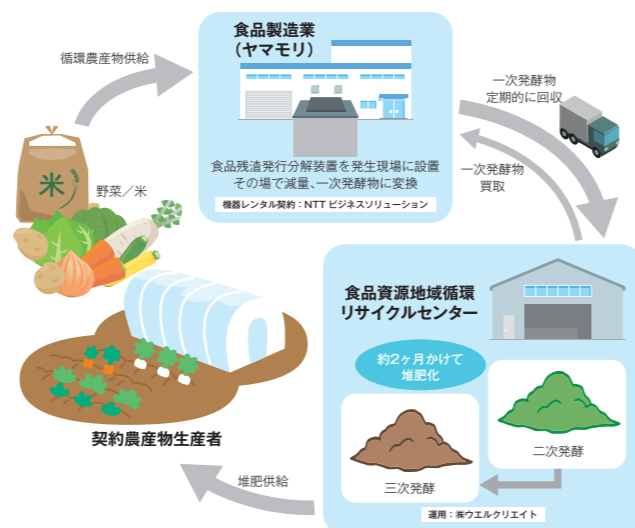 食品製造業
（ヤマモリ）
循環農産物供給
一次発酵物
定期的に回収
食品残渣発行分解装置を発生現場に設置
その場で減量、一次発酵物に変換
機器レンタル契約：NTT ビジネスソリューション
一次発酵物
買取
米
野菜／米
食品資源地域循環
リサイクルセンター
約2ヶ月かけて
堆肥化
二次発酵
三次発酵
契約農産物生産者
堆肥供給
運用：㈱ウエルクリエイト